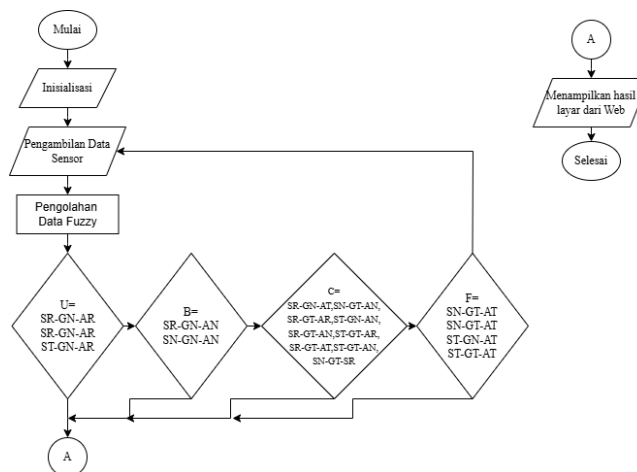 Mulai
Inisialisasi
Pengambilan Data
Sensor
Pengolahan
Data Fuzzy
U=
SR-GN-AR
SR-GN-AR
ST-GN-AR
B=
SR-GN-AN
SN-GN-AN
C=
SR-GN-AT,SN-GT-AN,
SR-GT-AR,ST-GN-AN,
SR-GT-AN,ST-GT-AR,
SR-GT-AT,ST-GT-AN,
SN-GT-SR
F=
SN-GT-AT
SN-GT-AT
ST-GN-AT
ST-GT-AT
A
A
Menampilkan hasil
layar dari Web
Selesai